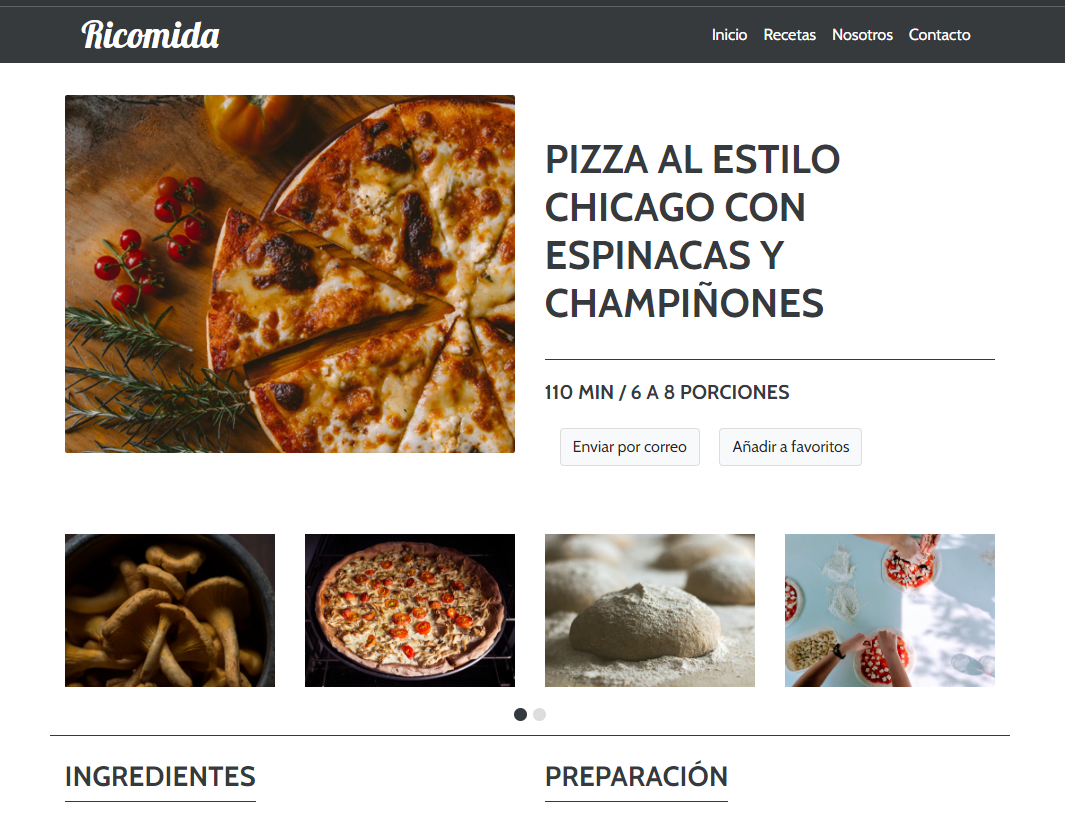 Ricomida
Inicio Recetas Nosotros Contacto
PIZZA AL ESTILO
CHICAGO CON
ESPINACAS Y
CHAMPIÑONES
110 MIN / 6 A 8 PORCIONES
Enviar por correo
Añadir a favoritos
INGREDIENTES
PREPARACIÓN